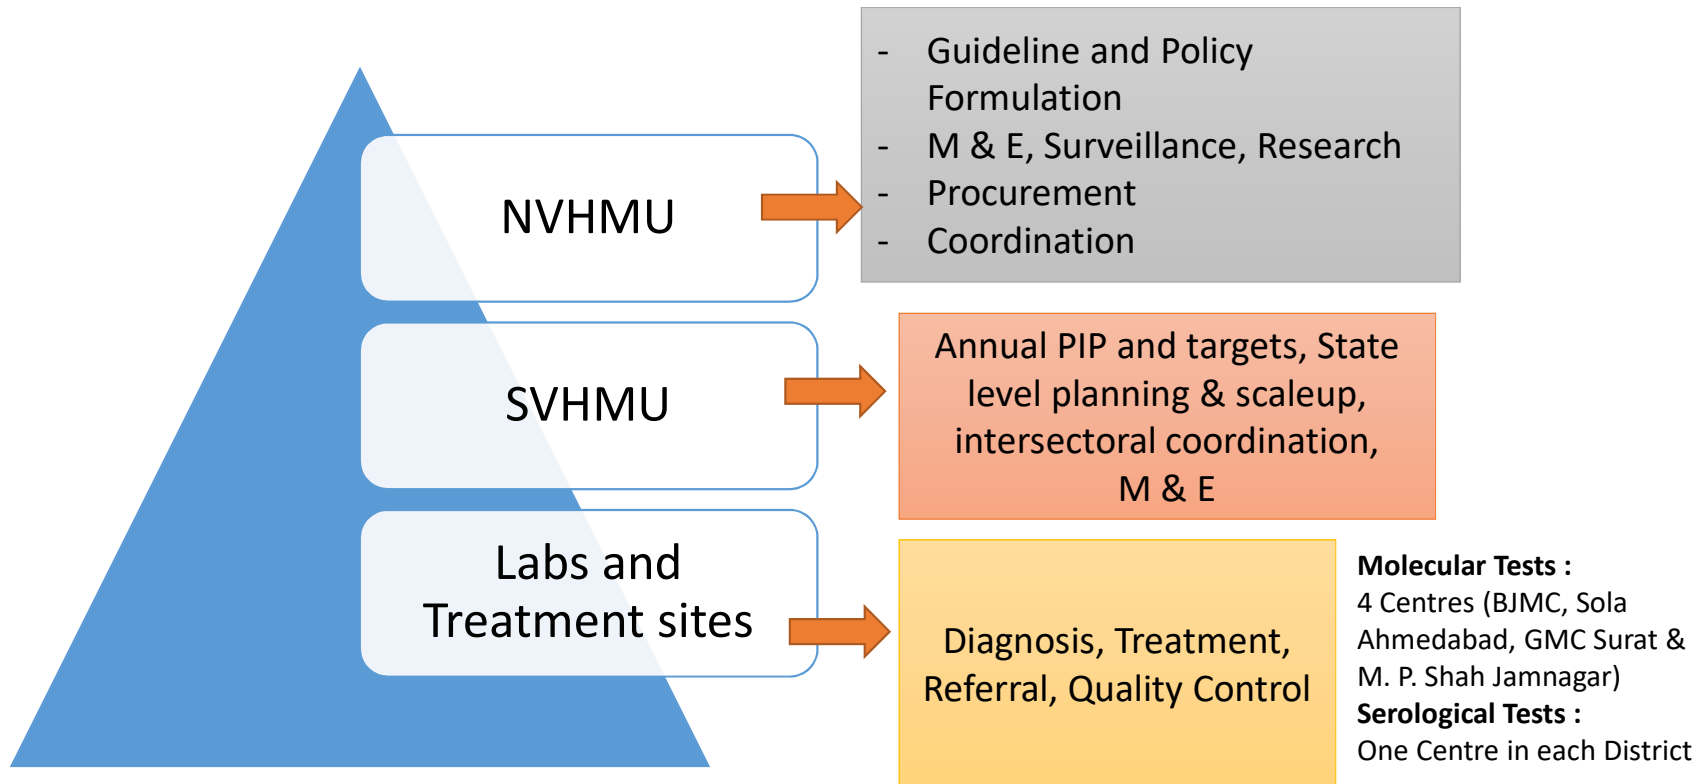 NVHMU
- Guideline and Policy
Formulation
- M & E, Surveillance, Research
- Procurement
- Coordination
SVHMU
Annual PIP and targets, State
level planning & scaleup,
intersectoral coordination,
M & E
Labs and
Treatment sites
Diagnosis, Treatment,
Referral, Quality Control
Molecular Tests :
4 Centres (BJMC, Sola
Ahmedabad, GMC Surat &
M. P. Shah Jamnagar)
Serological Tests :
One Centre in each District